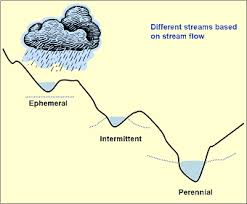 Different streams based
on stream flow
Ephemeral
Intermittent
Perennial